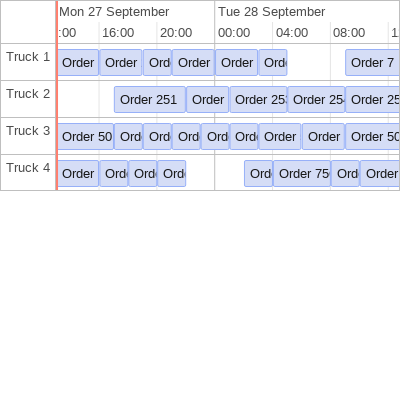 Mon 27 September Tue 28 September
:00 16:00 20:00 00:00 04:00 08:00
Truck 1 Order Order Ord Order Order Ord Order 7
Truck 2 Order 251 Order Order 25 Order 25 Order 25
Truck 3 Order 50 Ord Ord Ord Ord Ord Ord Order Order Order 50
Truck 4 Order Ord Ord Ord Ord Order 75 Ord Order